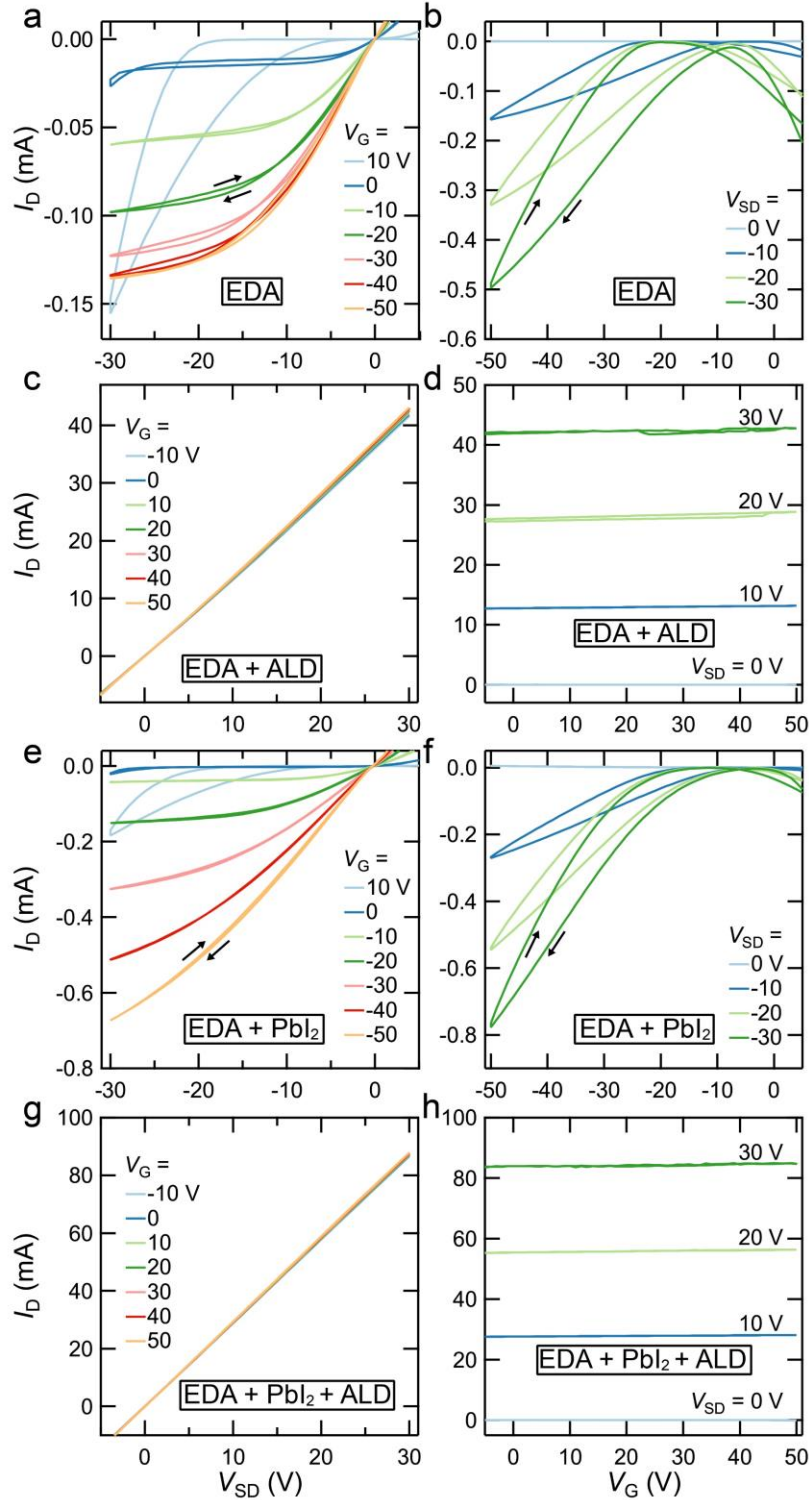 a
b
0.00
-0.05
-0.10
-0.15
I_D (mA)
V_G =
10 V
0
-10
-20
-30
-40
-50
EDA
-30
-20
-10
0
0.0
-0.1
-0.2
-0.3
-0.4
-0.5
-0.6
I_D (mA)
V_SD =
0 V
-10
-20
-30
EDA
-50
-40
-30
-20
-10
0
c
d
40
30
20
10
0
I_D (mA)
V_G =
-10 V
0
10
20
30
40
50
EDA + ALD
0
10
20
30
50
40
30
20
10
0
30 V
20 V
10 V
EDA + ALD
V_SD = 0 V
0
10
20
30
40
50
e
f
0.0
-0.2
-0.4
-0.6
-0.8
I_D (mA)
V_G =
10 V
0
-10
-20
-30
-40
-50
EDA + PbI₂
-30
-20
-10
0
0.0
-0.2
-0.4
-0.6
-0.8
V_SD =
0 V
-10
-20
-30
EDA + PbI₂
-50
-40
-30
-20
-10
0
g
h
100
80
60
40
20
0
I_D (mA)
V_G =
-10 V
0
10
20
30
40
50
EDA + PbI₂ + ALD
0
10
20
30
V_SD (V)
100
80
60
40
20
0
30 V
20 V
10 V
EDA + PbI₂ + ALD
V_SD = 0 V
0
10
20
30
40
50
V_G (V)